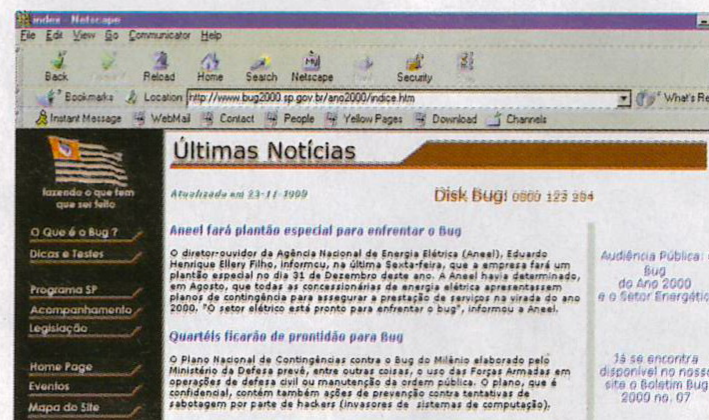 index - Netscape
File Edit View Go Communicator Help
Back Reload Home Search Netscape Security
Bookmarks Location http://www.bug2000.sp.gov.br/ano2000/indice.htm What's Re
Instant Message WebMail Contact People Yellow Pages Download Channels
fazendo o que tem
que ser feito
O Que é o Bug ?
Dicas e Testes
Programa SP
Acompanhamento
Legislação
Home Page
Eventos
Mapa do Site
Últimas Notícias
Atualizado em 23-11-1999
Disk Bug! 0800 123 294
Aneel fará plantão especial para enfrentar o Bug
O diretor-ouvidor da Agência Nacional de Energia Elétrica (Aneel), Eduardo
Henrique Ellery Filho, informou, na última Sexta-feira, que a empresa fará um
plantão especial no dia 31 de Dezembro deste ano. A Aneel havia determinado,
em Agosto, que todas as concessionárias de energia elétrica apresentassem
planos de contingência para assegurar a prestação de serviços na virada do ano
2000. "O setor elétrico está pronto para enfrentar o bug", informou a Aneel.
Quartéis ficarão de prontidão para Bug
O Plano Nacional de Contingências contra o Bug do Milênio elaborado pelo
Ministério da Defesa prevê, entre outras coisas, o uso das Forças Armadas em
operações de defesa civil ou manutenção da ordem pública. O plano, que é
confidencial, contém também ações de prevenção contra tentativas de
sabotagem por parte de hackers (invasores de sistemas de computação).
Audiência Pública:
Bug
do Ano 2000
e o Setor Energétic
Já se encontra
disponível no nosso
site o Boletim Bug
2000 no. 07